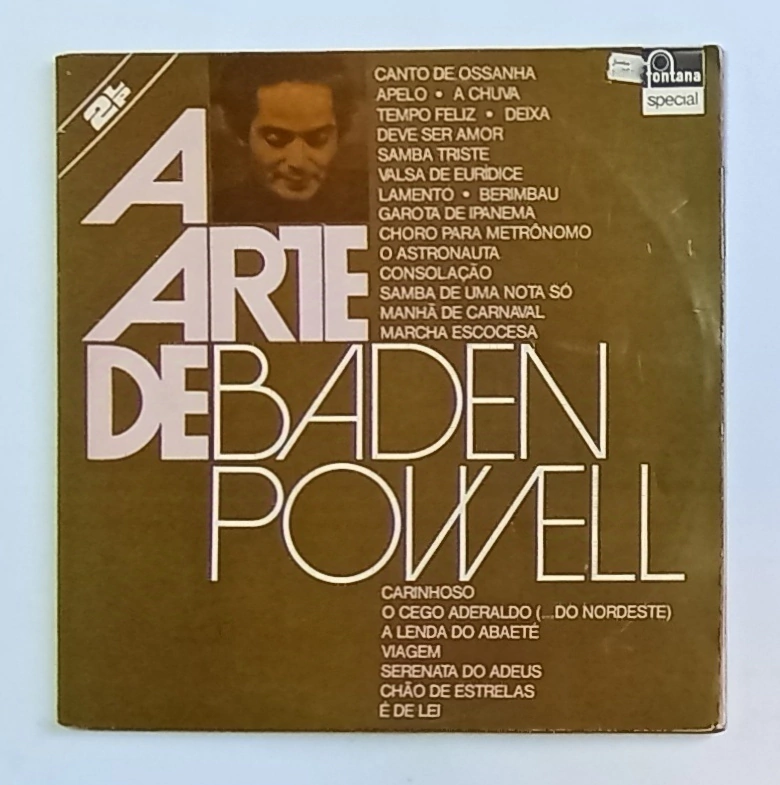 2 LP
A
ARTE
DE BADEN
POWELL
CANTO DE OSSANHA
APELO • A CHUVA
TEMPO FELIZ • DEIXA
DEVE SER AMOR
SAMBA TRISTE
VALSA DE EURÍDICE
LAMENTO • BERIMBAU
GAROTA DE IPANEMA
CHORO PARA METRÔNOMO
O ASTRONAUTA
CONSOLAÇÃO
SAMBA DE UMA NOTA SÓ
MANHÃ DE CARNAVAL
MARCHA ESCOCESA
fontana
special
CARINHOSO
O CEGO ADERALDO (...DO NORDESTE)
A LENDA DO ABAETÉ
VIAGEM
SERENATA DO ADEUS
CHÃO DE ESTRELAS
É DE LEI